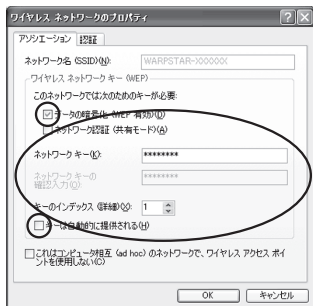 ワイヤレス ネットワークのプロパティ
アソシエーション 認証
ネットワーク名 (SSID)(N): WARPSTAR-XXXXXX
ワイヤレス ネットワーク キー (WEP)
このネットワークでは次のためのキーが必要:
データの暗号化 (WEP 有効)(D)
ネットワーク認証 (共有モード)(A)
ネットワーク キー(K): ********
ネットワーク キーの
確認入力(O): ********
キーのインデックス (詳細)(X): 1
キーは自動的に提供される(H)
これはコンピュータ相互 (ad hoc) のネットワークで、ワイヤレス アクセス ポイ
ントを使用しない(C)
OK キャンセル